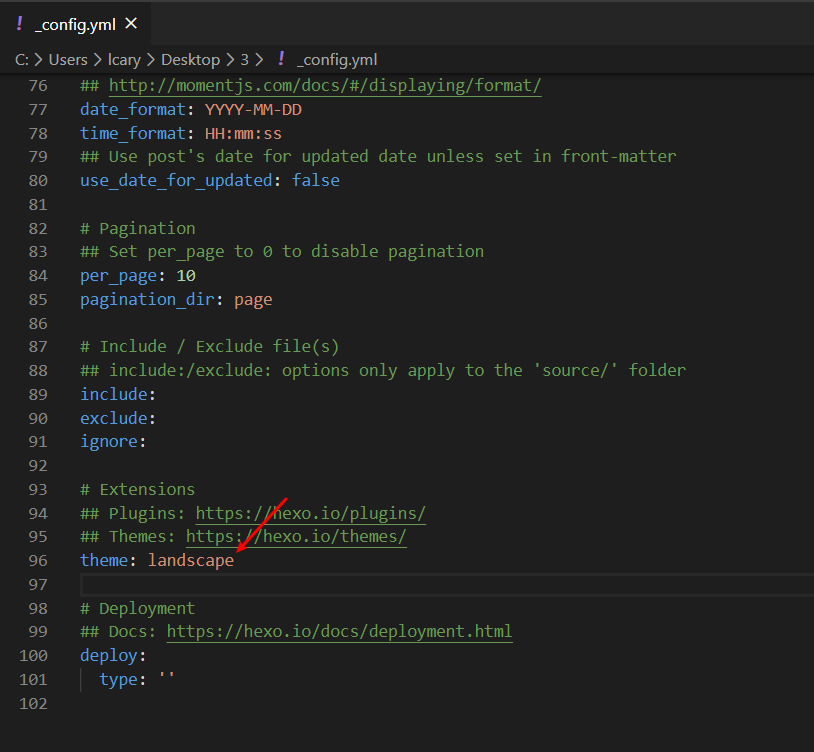 ! _config.yml ×
C: > Users > lcary > Desktop > 3 > ! _config.yml
76 ## http://momentjs.com/docs/#/displaying/format/
77 date_format: YYYY-MM-DD
78 time_format: HH:mm:ss
79 ## Use post's date for updated date unless set in front-matter
80 use_date_for_updated: false
81
82 # Pagination
83 ## Set per_page to 0 to disable pagination
84 per_page: 10
85 pagination_dir: page
86
87 # Include / Exclude file(s)
88 ## include:/exclude: options only apply to the 'source/' folder
89 include:
90 exclude:
91 ignore:
92
93 # Extensions
94 ## Plugins: https://hexo.io/plugins/
95 ## Themes: https://hexo.io/themes/
96 theme: landscape
97
98 # Deployment
99 ## Docs: https://hexo.io/docs/deployment.html
100 deploy:
101   type: ''
102